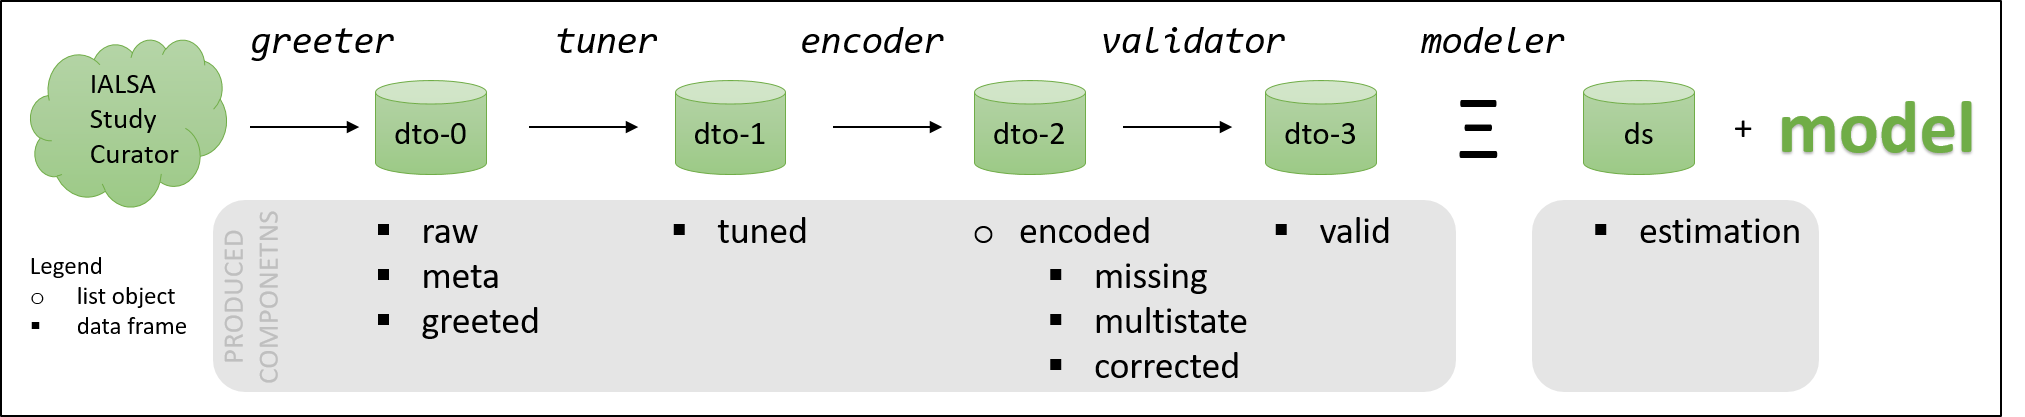 greeter
tuner
encoder
validator
modeler
IALSA
Study
Curator
dto-0
dto-1
dto-2
dto-3
Ξ
ds
+
model
PRODUCED
COMPONETNS
▪ raw
▪ meta
▪ greeted
▪ tuned
○ encoded
▪ missing
▪ multistate
▪ corrected
▪ valid
▪ estimation
Legend
○ list object
▪ data frame